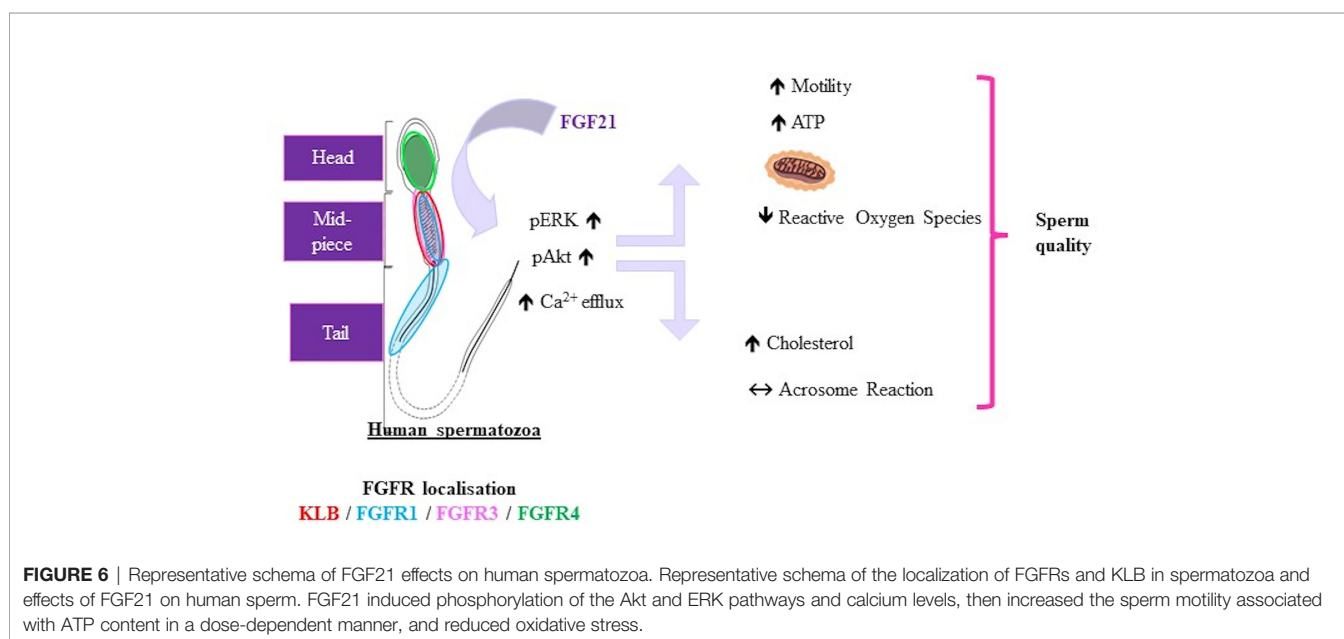 Head
Mid-
piece
Tail
FGF21
pERK ↑
pAkt ↑
↑ Ca²⁺ efflux
↑ Motility
↑ ATP
↓ Reactive Oxygen Species
↑ Cholesterol
↔ Acrosome Reaction
Sperm
quality
Human spermatozoa
FGFR localisation
KLB / FGFR1 / FGFR3 / FGFR4
FIGURE 6 | Representative schema of FGF21 effects on human spermatozoa. Representative schema of the localization of FGFRs and KLB in spermatozoa and
effects of FGF21 on human sperm. FGF21 induced phosphorylation of the Akt and ERK pathways and calcium levels, then increased the sperm motility associated
with ATP content in a dose-dependent manner, and reduced oxidative stress.